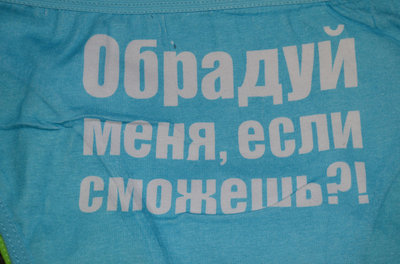 Обрадуй
меня, если
сможешь?!